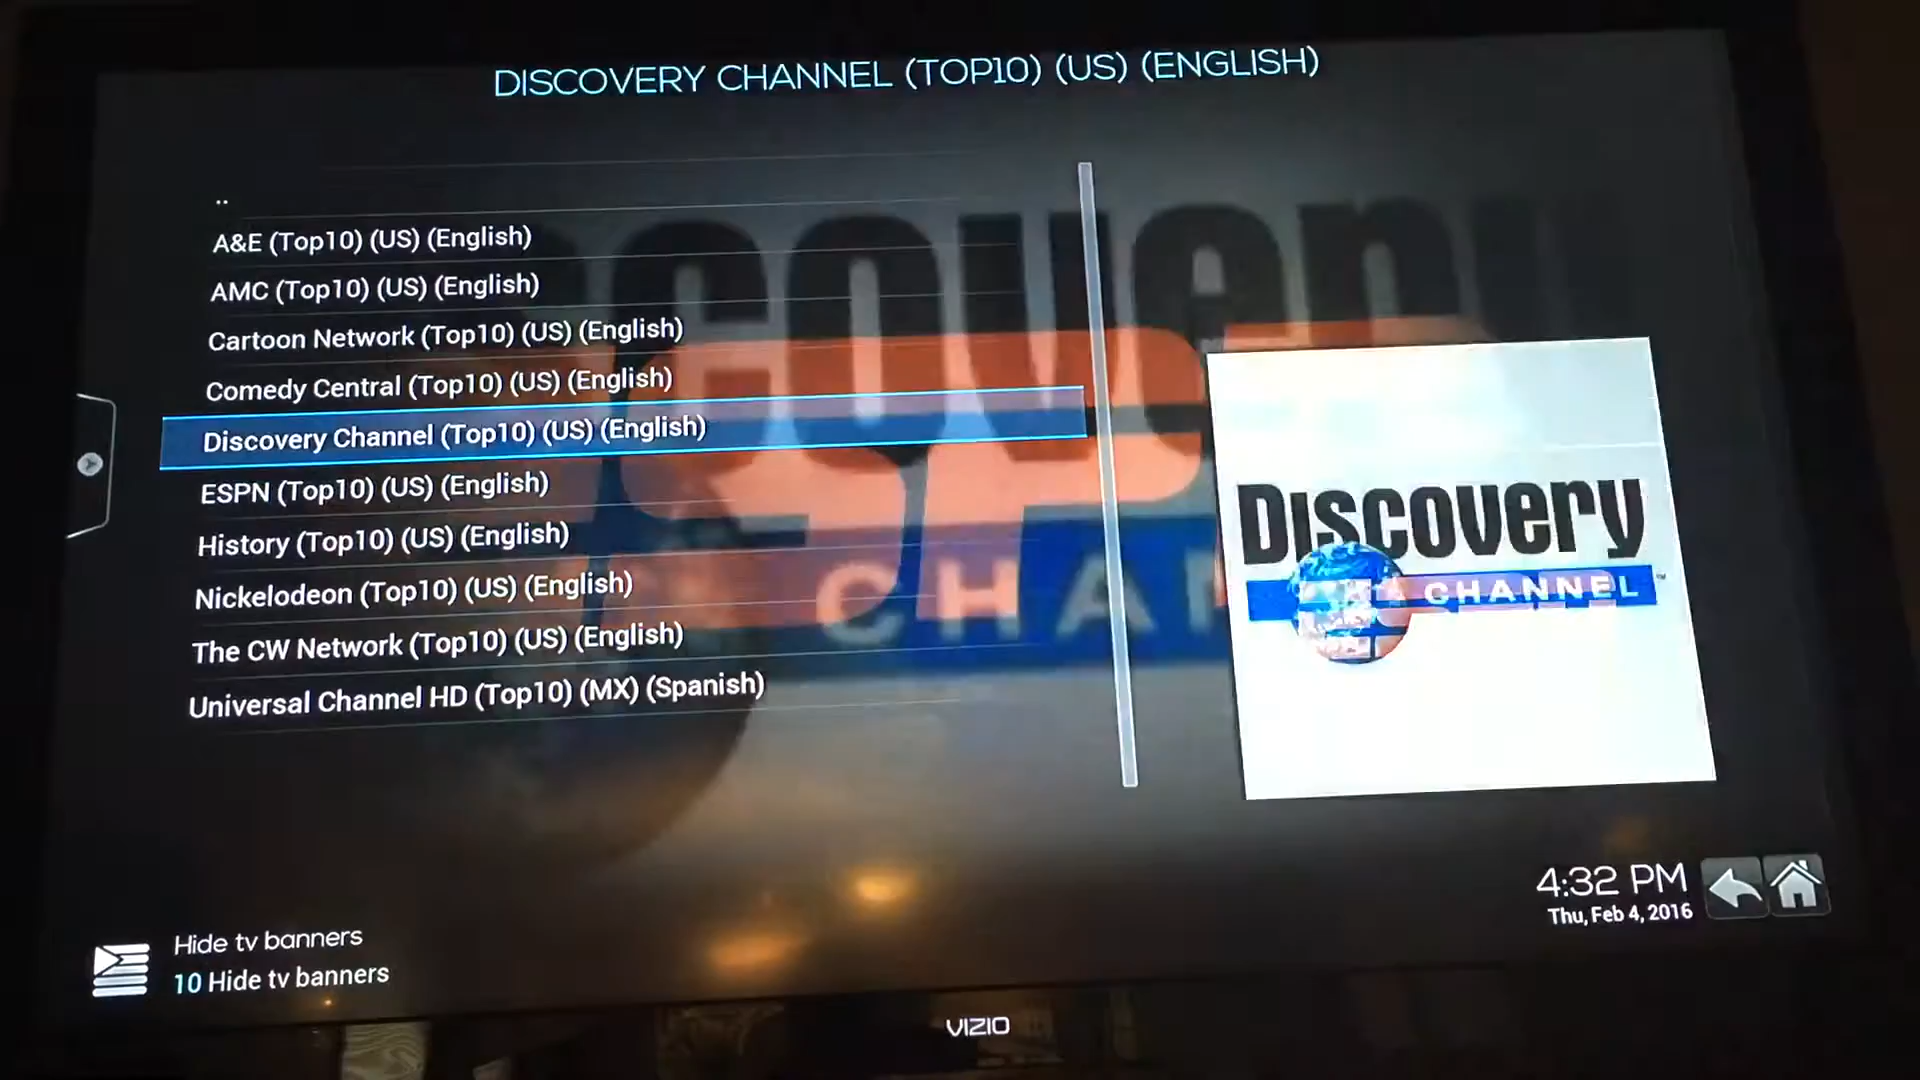 DISCOVERY CHANNEL (TOP10) (US) (ENGLISH)
..
A&E (Top10) (US) (English)
AMC (Top10) (US) (English)
Cartoon Network (Top10) (US) (English)
Comedy Central (Top10) (US) (English)
Discovery Channel (Top10) (US) (English)
ESPN (Top10) (US) (English)
History (Top10) (US) (English)
Nickelodeon (Top10) (US) (English)
The CW Network (Top10) (US) (English)
Universal Channel HD (Top10) (MX) (Spanish)
Discovery
CHANNEL
4:32 PM
Thu, Feb 4, 2016
Hide tv banners
10 Hide tv banners
VIZIO